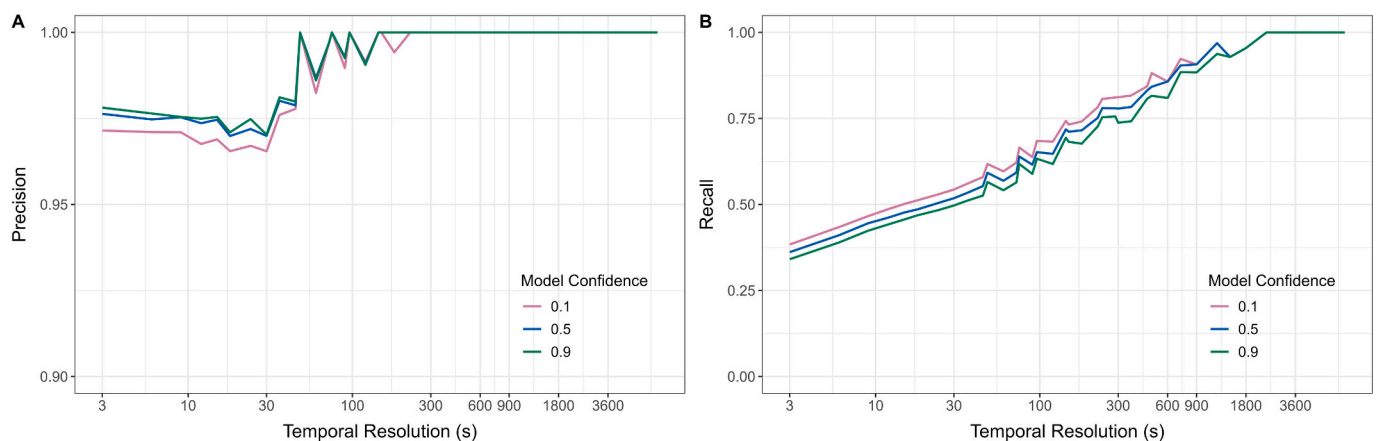 A
1.00
0.95
0.90
Precision
3 10 30 100 300 600 900 1800 3600
Temporal Resolution (s)
Model Confidence
0.1
0.5
0.9
B
1.00
0.75
0.50
0.25
0.00
Recall
3 10 30 100 300 600 900 1800 3600
Temporal Resolution (s)
Model Confidence
0.1
0.5
0.9